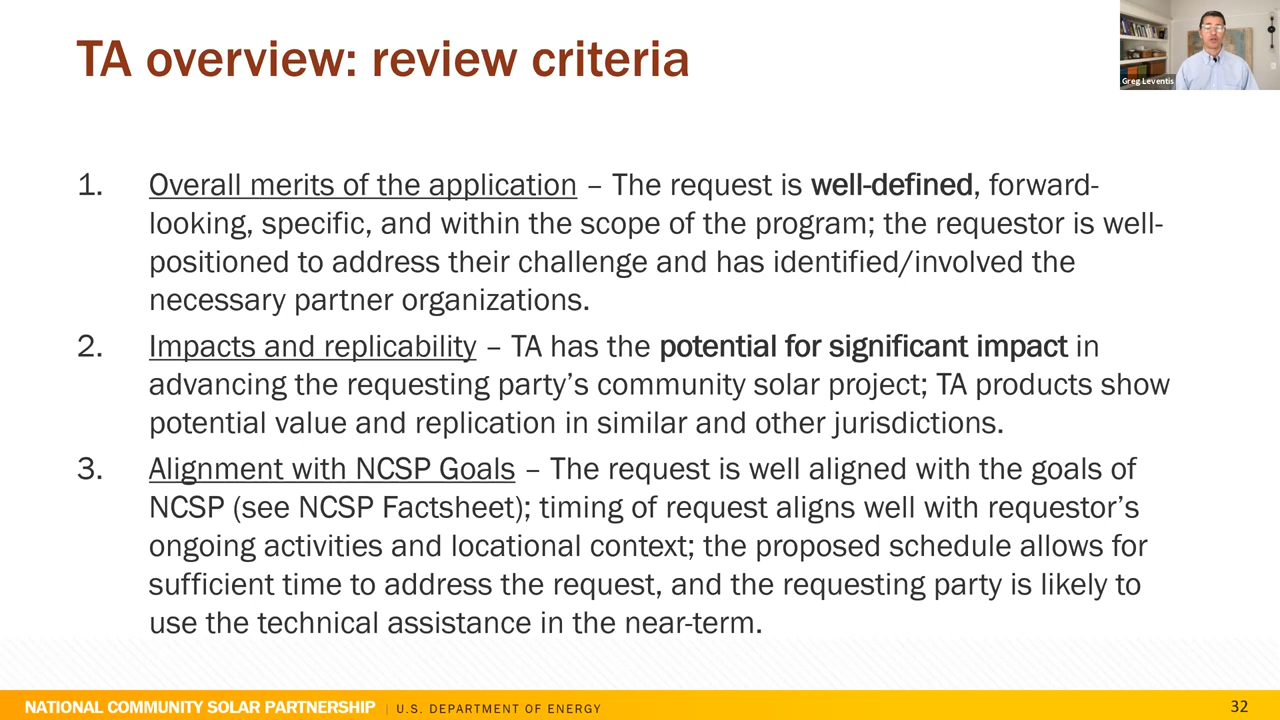 TA overview: review criteria
Greg Leventis
1. Overall merits of the application – The request is well-defined, forward-
looking, specific, and within the scope of the program; the requestor is well-
positioned to address their challenge and has identified/involved the
necessary partner organizations.
2. Impacts and replicability – TA has the potential for significant impact in
advancing the requesting party’s community solar project; TA products show
potential value and replication in similar and other jurisdictions.
3. Alignment with NCSP Goals – The request is well aligned with the goals of
NCSP (see NCSP Factsheet); timing of request aligns well with requestor’s
ongoing activities and locational context; the proposed schedule allows for
sufficient time to address the request, and the requesting party is likely to
use the technical assistance in the near-term.
NATIONAL COMMUNITY SOLAR PARTNERSHIP | U.S. DEPARTMENT OF ENERGY 32